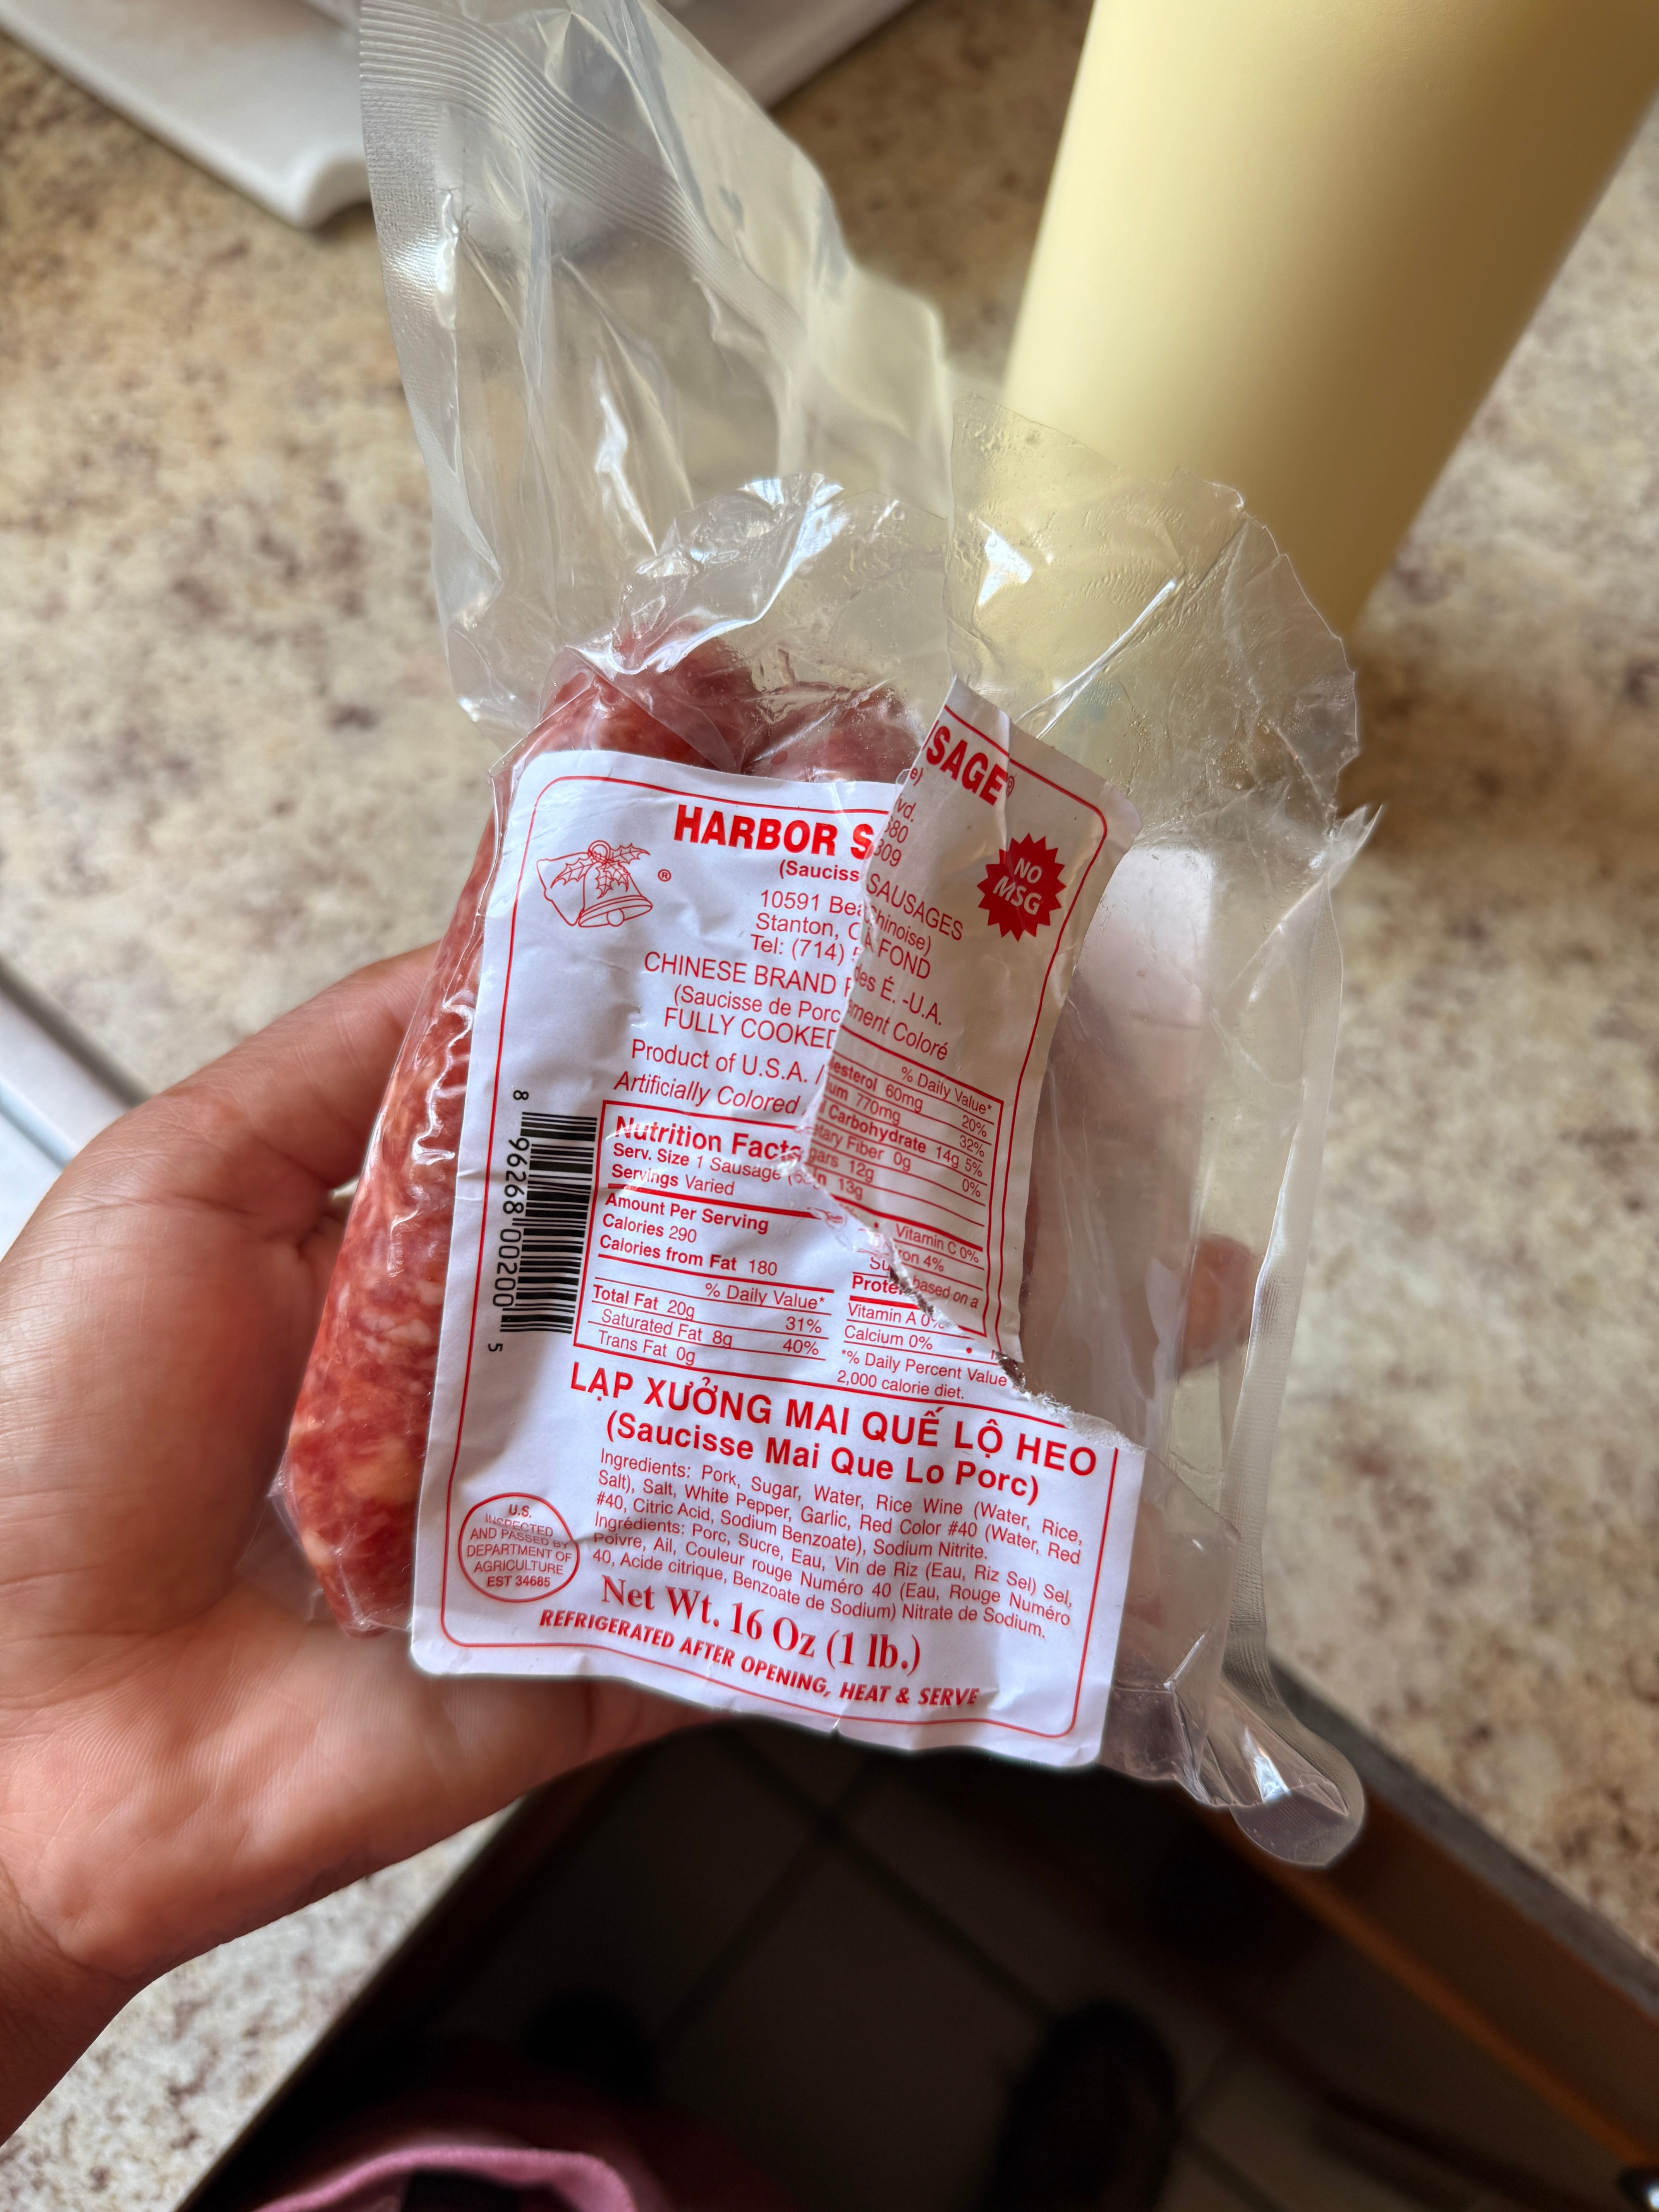 HARBOR S
SAGE®
(Sauciss
e)
10591 Bea
vd.
Stanton, C
680
Tel: (714)
309
CHINESE BRAND
SAUSAGES
(Saucisse de Porc
hinoise)
FULLY COOKED
A FOND
Product of U.S.A. /
des É. -U.A.
Artificially Colored
ment Coloré
NO
MSG
®
8 96268 00200 5
Nutrition Facts
Serv. Size 1 Sausage
Servings Varied
Amount Per Serving
Calories 290
Calories from Fat 180
% Daily Value*
Total Fat 20g 31%
Saturated Fat 8g 40%
Trans Fat 0g
% Daily Value*
esterol 60mg 20%
um 770mg 32%
Carbohydrate 14g 5%
etary Fiber 0g 0%
gars 12g
n 13g
Vitamin C 0%
ron 4%
based on a
Su
Prote
Vitamin A 0%
Calcium 0% •
*% Daily Percent Value
2,000 calorie diet.
LẠP XƯỞNG MAI QUẾ LỘ HEO
(Saucisse Mai Que Lo Porc)
Ingredients: Pork, Sugar, Water, Rice Wine (Water, Rice,
Salt), Salt, White Pepper, Garlic, Red Color #40 (Water, Red
#40, Citric Acid, Sodium Benzoate), Sodium Nitrite.
Ingrédients: Porc, Sucre, Eau, Vin de Riz (Eau, Riz Sel) Sel,
Poivre, Ail, Couleur rouge Numéro 40 (Eau, Rouge Numéro
40, Acide citrique, Benzoate de Sodium) Nitrate de Sodium.
U.S.
INSPECTED
AND PASSED BY
DEPARTMENT OF
AGRICULTURE
EST 34685
Net Wt. 16 Oz (1 lb.)
REFRIGERATED AFTER OPENING, HEAT & SERVE